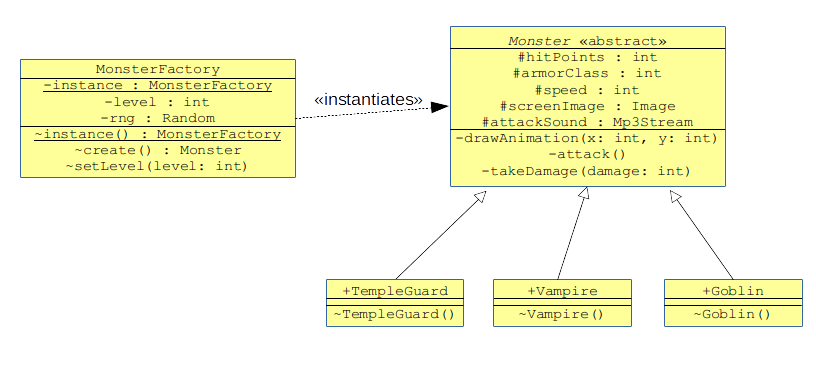 MonsterFactory
-instance : MonsterFactory
-level : int
-rng : Random
~instance() : MonsterFactory
~create() : Monster
~setLevel(level: int)
«instantiates»
Monster «abstract»
#hitPoints : int
#armorClass : int
#speed : int
#screenImage : Image
#attackSound : Mp3Stream
-drawAnimation(x: int, y: int)
-attack()
-takeDamage(damage: int)
+TempleGuard
~TempleGuard()
+Vampire
~Vampire()
+Goblin
~Goblin()